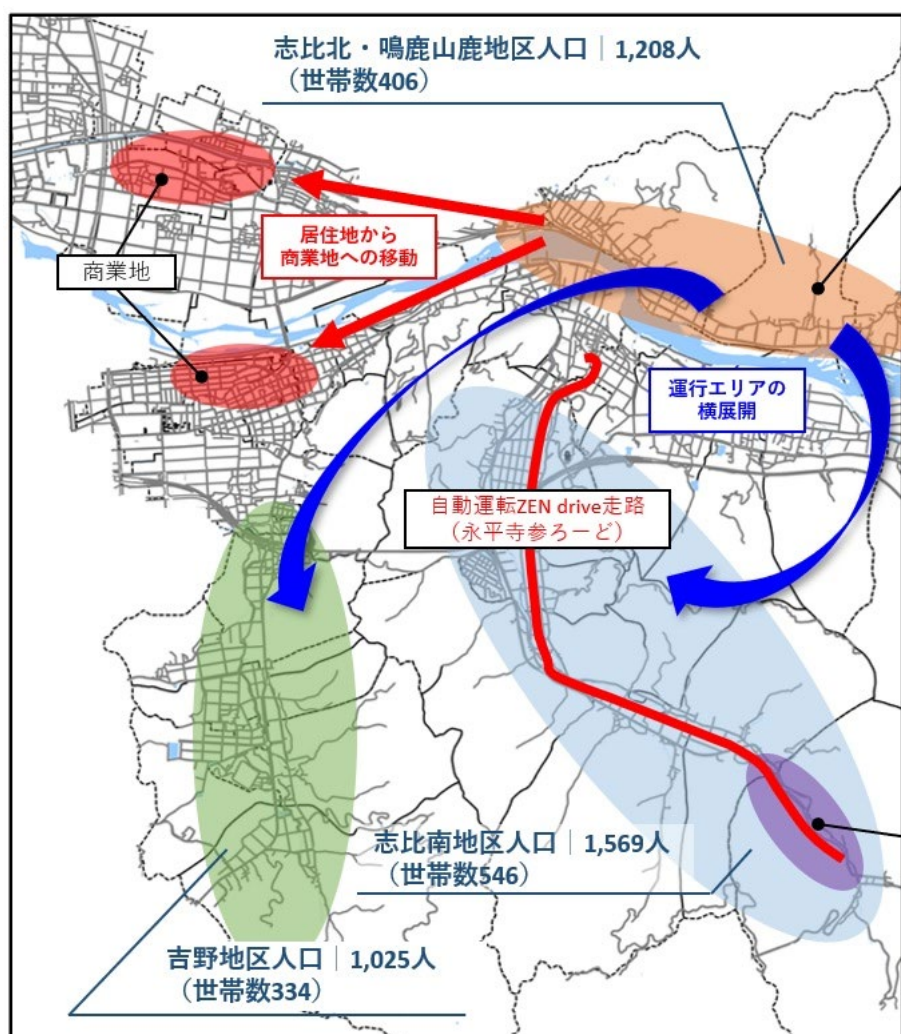 志比北・鳴鹿山鹿地区人口｜1,208人
（世帯数406）
居住地から
商業地への移動
商業地
運行エリアの
横展開
自動運転ZEN drive走路
（永平寺参ろーど）
志比南地区人口｜1,569人
（世帯数546）
吉野地区人口｜1,025人
（世帯数334）